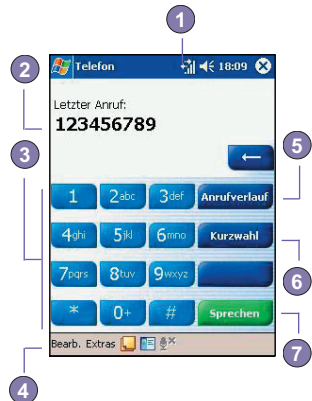 1
Telefon 18:09
2
Letzter Anruf:
123456789
3
5
1 2abc 3def Anrufverlauf
4ghi 5jkl 6mno Kurzwahl
6
7pqrs 8tuv 9wxyz
* 0+ # Sprechen
7
Bearb. Extras
4